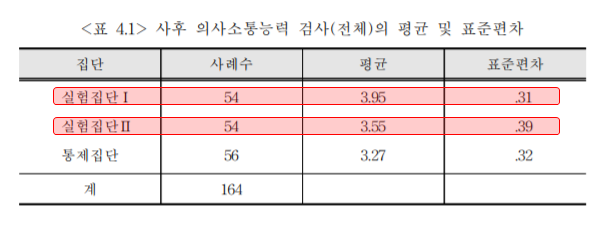 <표 4.1> 사후 의사소통능력 검사(전체)의 평균 및 표준편차
집단 사례수 평균 표준편차
실험집단Ⅰ 54 3.95 .31
실험집단Ⅱ 54 3.55 .39
통제집단 56 3.27 .32
계 164